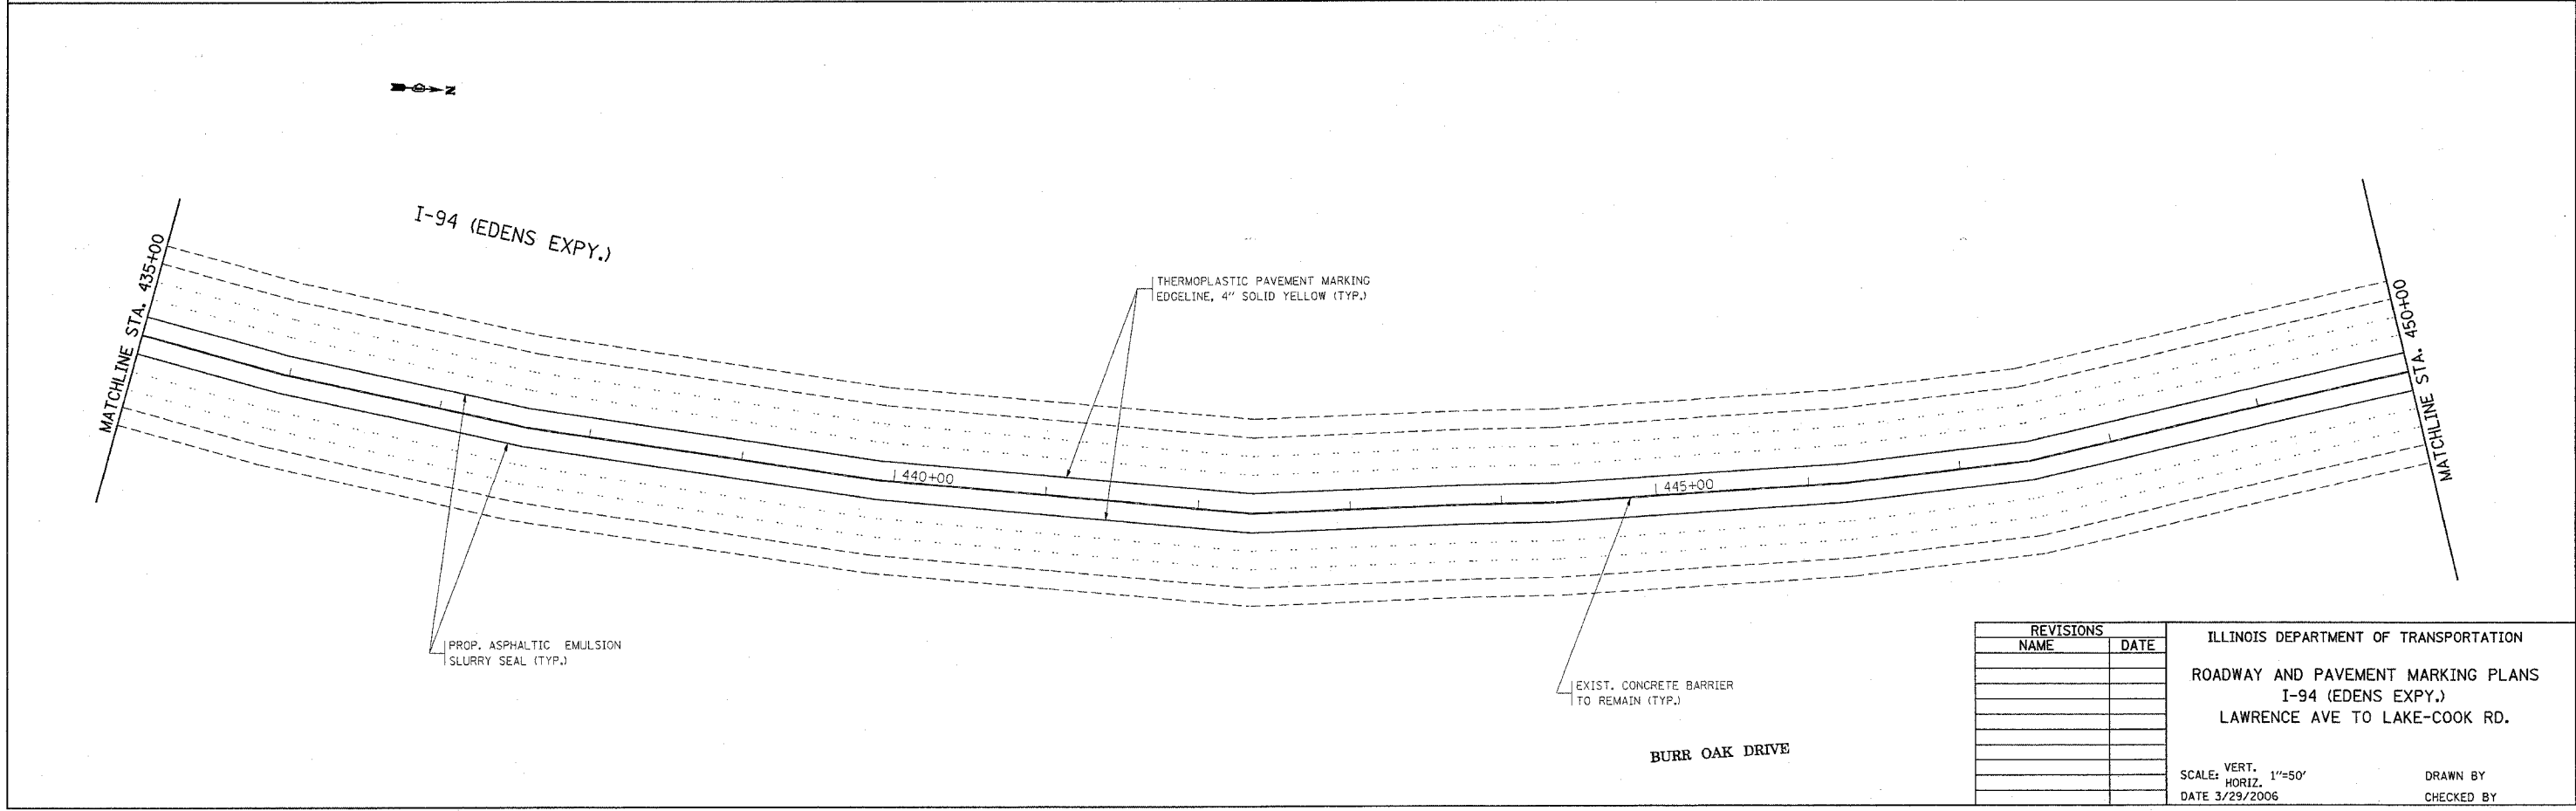 N
I-94 (EDENS EXPY.)
MATCHLINE STA. 435+00
THERMOPLASTIC PAVEMENT MARKING
EDGELINE, 4" SOLID YELLOW (TYP.)
MATCHLINE STA. 450+00
440+00
445+00
PROP. ASPHALTIC EMULSION
SLURRY SEAL (TYP.)
EXIST. CONCRETE BARRIER
TO REMAIN (TYP.)
BURR OAK DRIVE
REVISIONS
NAME DATE
ILLINOIS DEPARTMENT OF TRANSPORTATION
ROADWAY AND PAVEMENT MARKING PLANS
I-94 (EDENS EXPY.)
LAWRENCE AVE TO LAKE-COOK RD.
SCALE: VERT. HORIZ. 1"=50'
DRAWN BY
DATE 3/29/2006
CHECKED BY